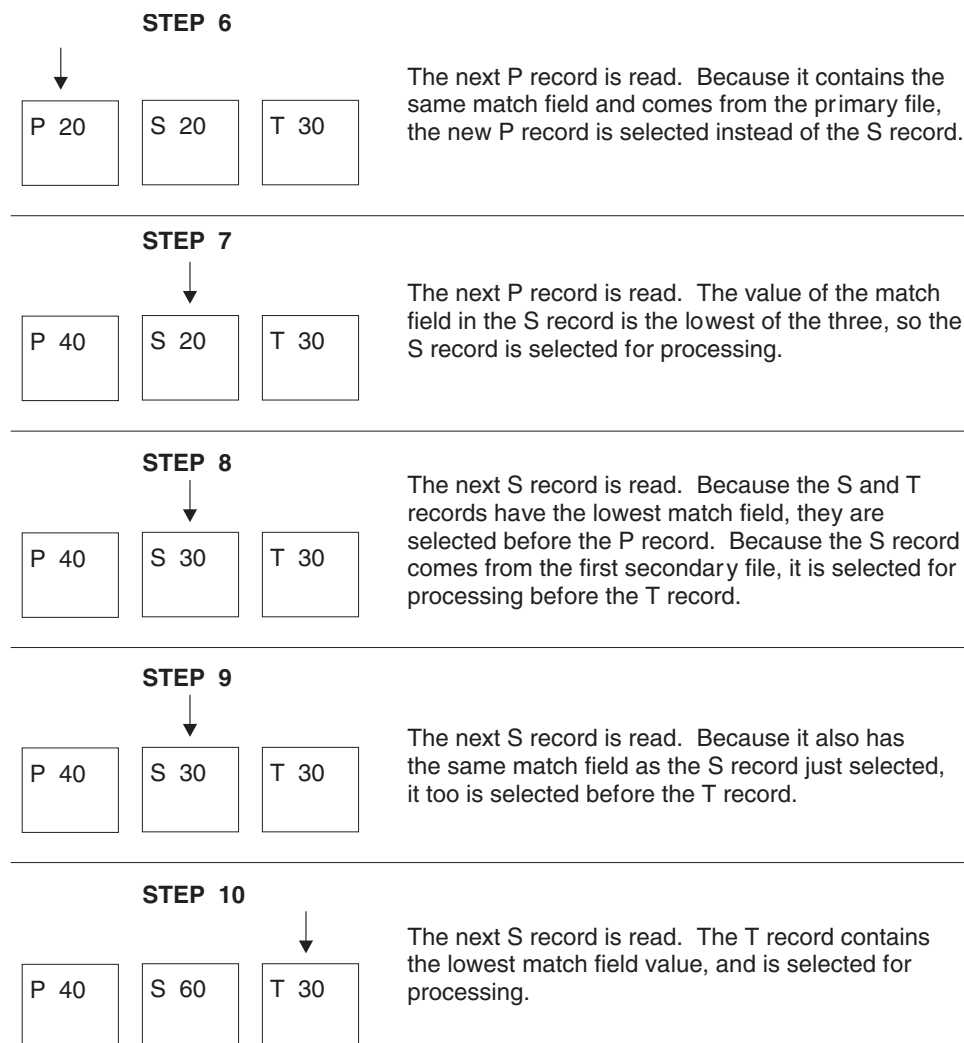 STEP 6
The next P record is read. Because it contains the
same match field and comes from the primary file,
the new P record is selected instead of the S record.
P 20 S 20 T 30
STEP 7
The next P record is read. The value of the match
field in the S record is the lowest of the three, so the
S record is selected for processing.
P 40 S 20 T 30
STEP 8
The next S record is read. Because the S and T
records have the lowest match field, they are
selected before the P record. Because the S record
comes from the first secondary file, it is selected for
processing before the T record.
P 40 S 30 T 30
STEP 9
The next S record is read. Because it also has
the same match field as the S record just selected,
it too is selected before the T record.
P 40 S 30 T 30
STEP 10
The next S record is read. The T record contains
the lowest match field value, and is selected for
processing.
P 40 S 60 T 30